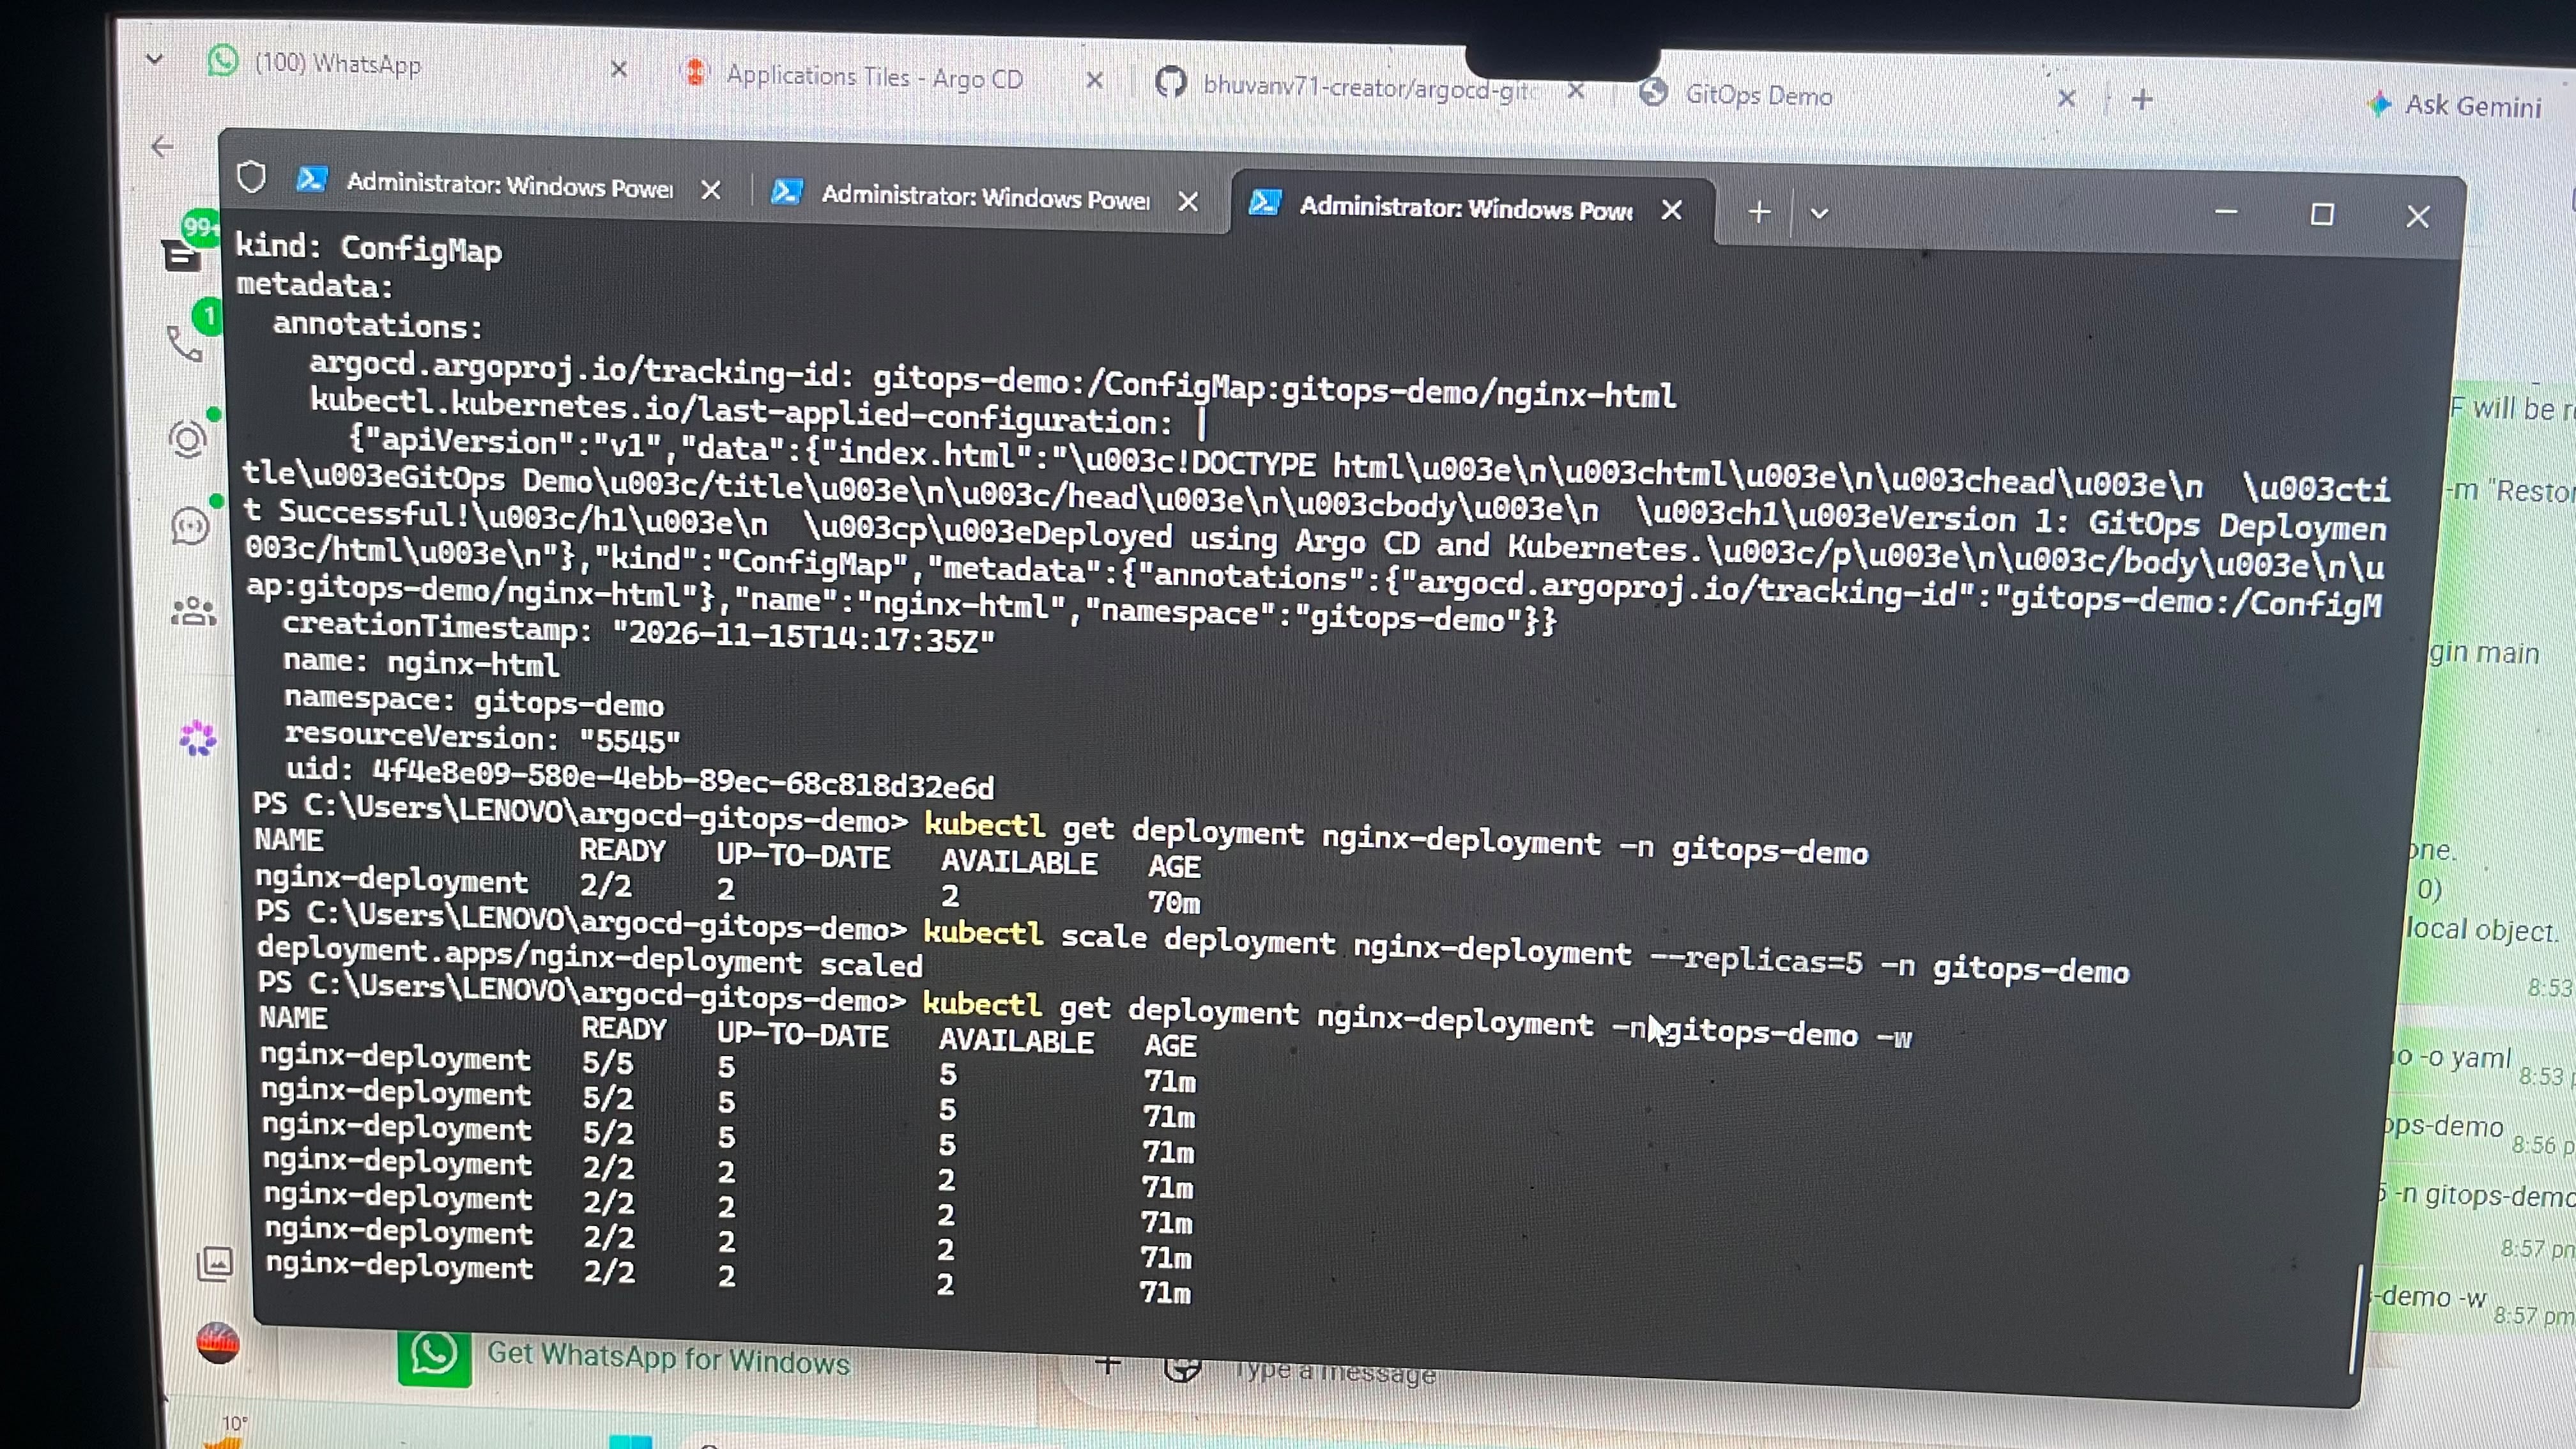 (100) WhatsApp
Applications Tiles - Argo CD
bhuvanv71-creator/argocd-git
GitOps Demo
Ask Gemini
Administrator: Windows Power
Administrator: Windows Power
Administrator: Windows Powe
99+
1
kind: ConfigMap
metadata:
  annotations:
    argocd.argoproj.io/tracking-id: gitops-demo:/ConfigMap:gitops-demo/nginx-html
    kubectl.kubernetes.io/last-applied-configuration: |
      {"apiVersion":"v1","data":{"index.html":"\u003c!DOCTYPE html\u003e\n\u003chtml\u003e\n\u003chead\u003e\n  \u003cti
tle\u003eGitOps Demo\u003c/title\u003e\n\u003c/head\u003e\n\u003cbody\u003e\n  \u003ch1\u003eVersion 1: GitOps Deploymen
t Successful!\u003c/h1\u003e\n  \u003cp\u003eDeployed using Argo CD and Kubernetes.\u003c/p\u003e\n\u003c/body\u003e\n\u
003c/html\u003e\n"},"kind":"ConfigMap","metadata":{"annotations":{"argocd.argoproj.io/tracking-id":"gitops-demo:/ConfigM
ap:gitops-demo/nginx-html"},"name":"nginx-html","namespace":"gitops-demo"}}
  creationTimestamp: "2026-11-15T14:17:35Z"
  name: nginx-html
  namespace: gitops-demo
  resourceVersion: "5545"
  uid: 4f4e8e09-580e-4ebb-89ec-68c818d32e6d
PS C:\Users\LENOVO\argocd-gitops-demo> kubectl get deployment nginx-deployment -n gitops-demo
NAME READY UP-TO-DATE AVAILABLE AGE
nginx-deployment 2/2 2 2 70m
PS C:\Users\LENOVO\argocd-gitops-demo> kubectl scale deployment nginx-deployment --replicas=5 -n gitops-demo
deployment.apps/nginx-deployment scaled
PS C:\Users\LENOVO\argocd-gitops-demo> kubectl get deployment nginx-deployment -n gitops-demo -w
NAME READY UP-TO-DATE AVAILABLE AGE
nginx-deployment 5/5 5 5 71m
nginx-deployment 5/2 5 5 71m
nginx-deployment 5/2 5 5 71m
nginx-deployment 2/2 2 2 71m
nginx-deployment 2/2 2 2 71m
nginx-deployment 2/2 2 2 71m
nginx-deployment 2/2 2 2 71m
F will be r
-m "Resto
gin main
one.
0)
local object.
8:53
o -o yaml 8:53 p
ops-demo 8:56 p
5 -n gitops-demo
8:57 pm
-demo -w 8:57 pm
Get WhatsApp for Windows
Type a message
10°